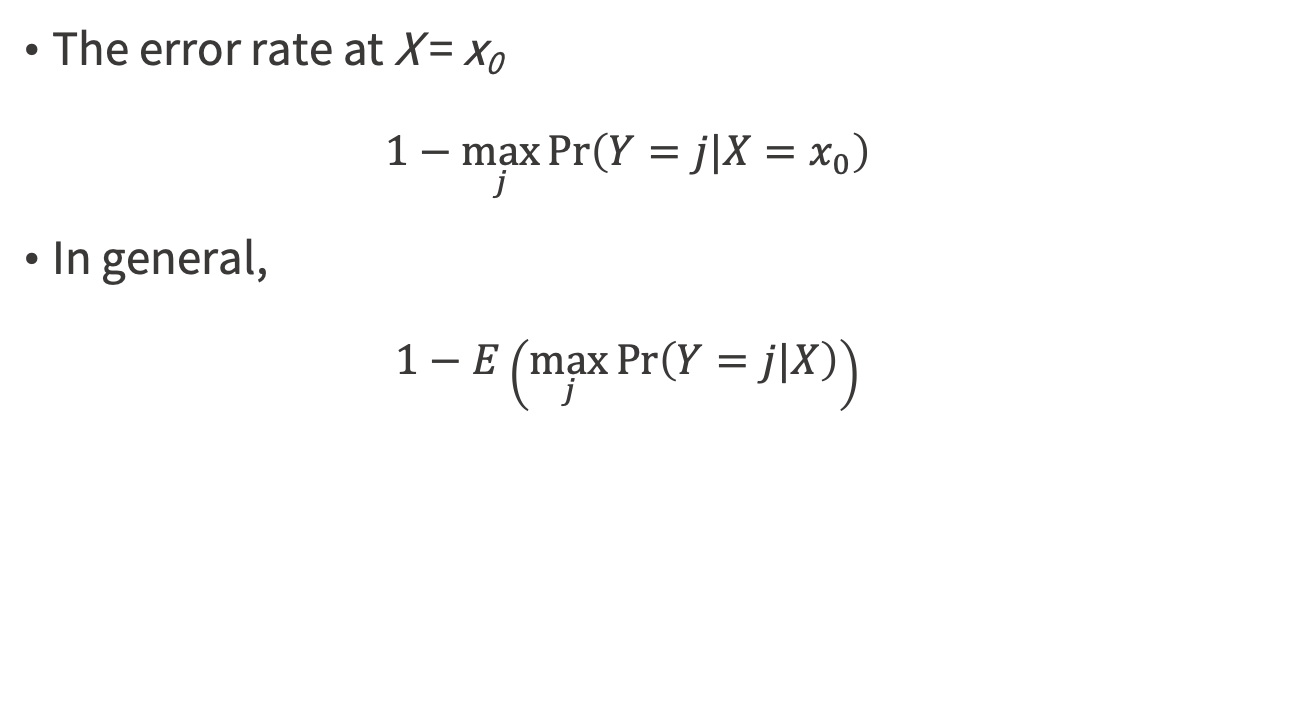 • The error rate at X= x₀
1 − max Pr(Y = j|X = x₀)
j
• In general,
1 − E (max Pr(Y = j|X))
j